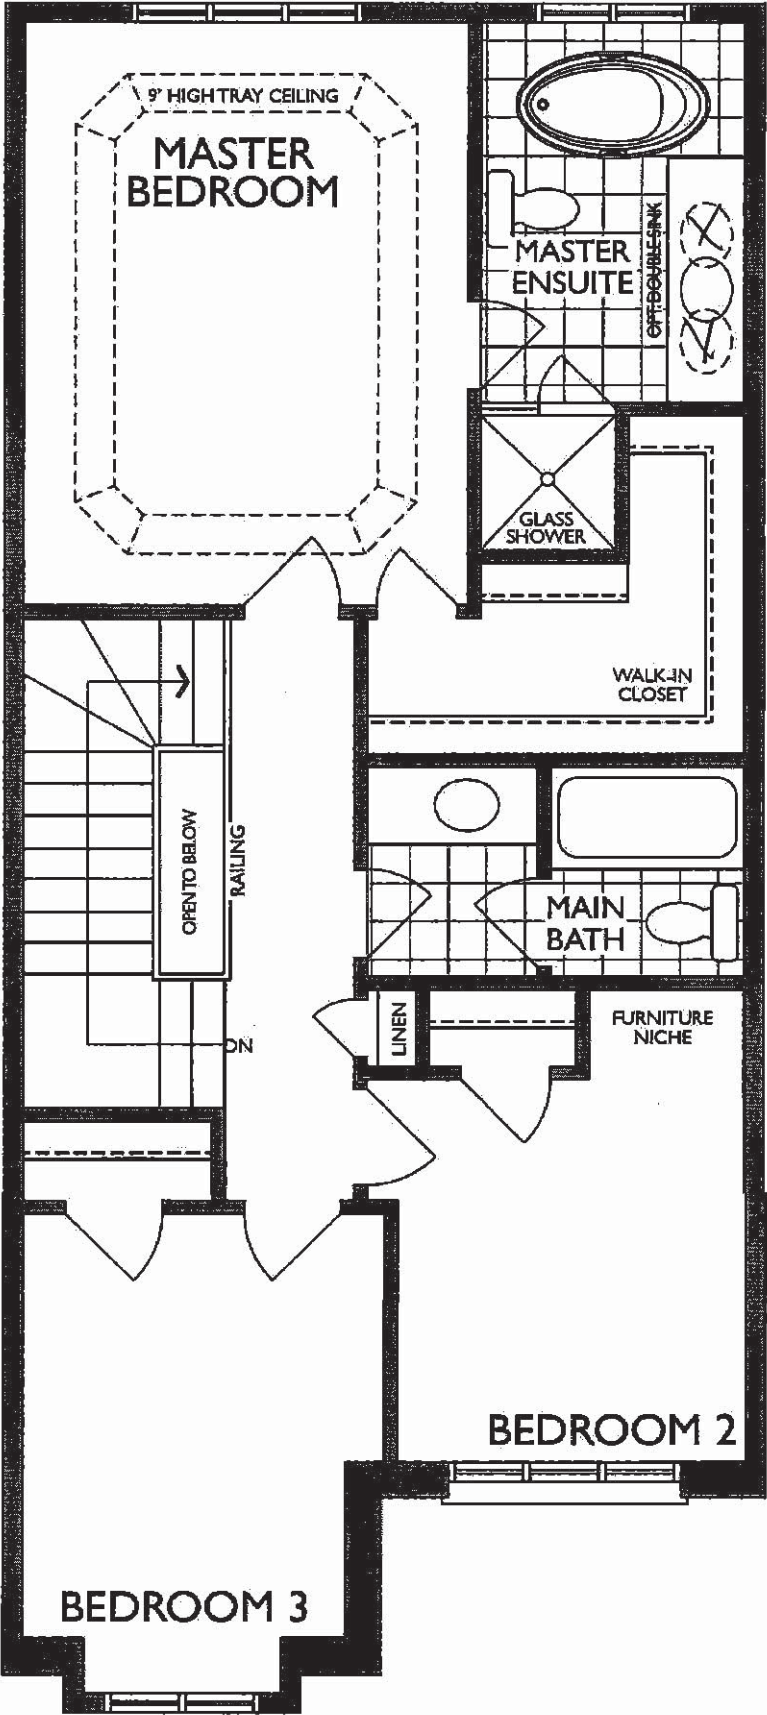 9' HIGH TRAY CEILING
MASTER
BEDROOM
MASTER
ENSUITE
OPT. DOUBLE SINK
GLASS
SHOWER
WALK-IN
CLOSET
OPEN TO BELOW
RAILING
MAIN
BATH
LINEN
FURNITURE
NICHE
DN
BEDROOM 2
BEDROOM 3